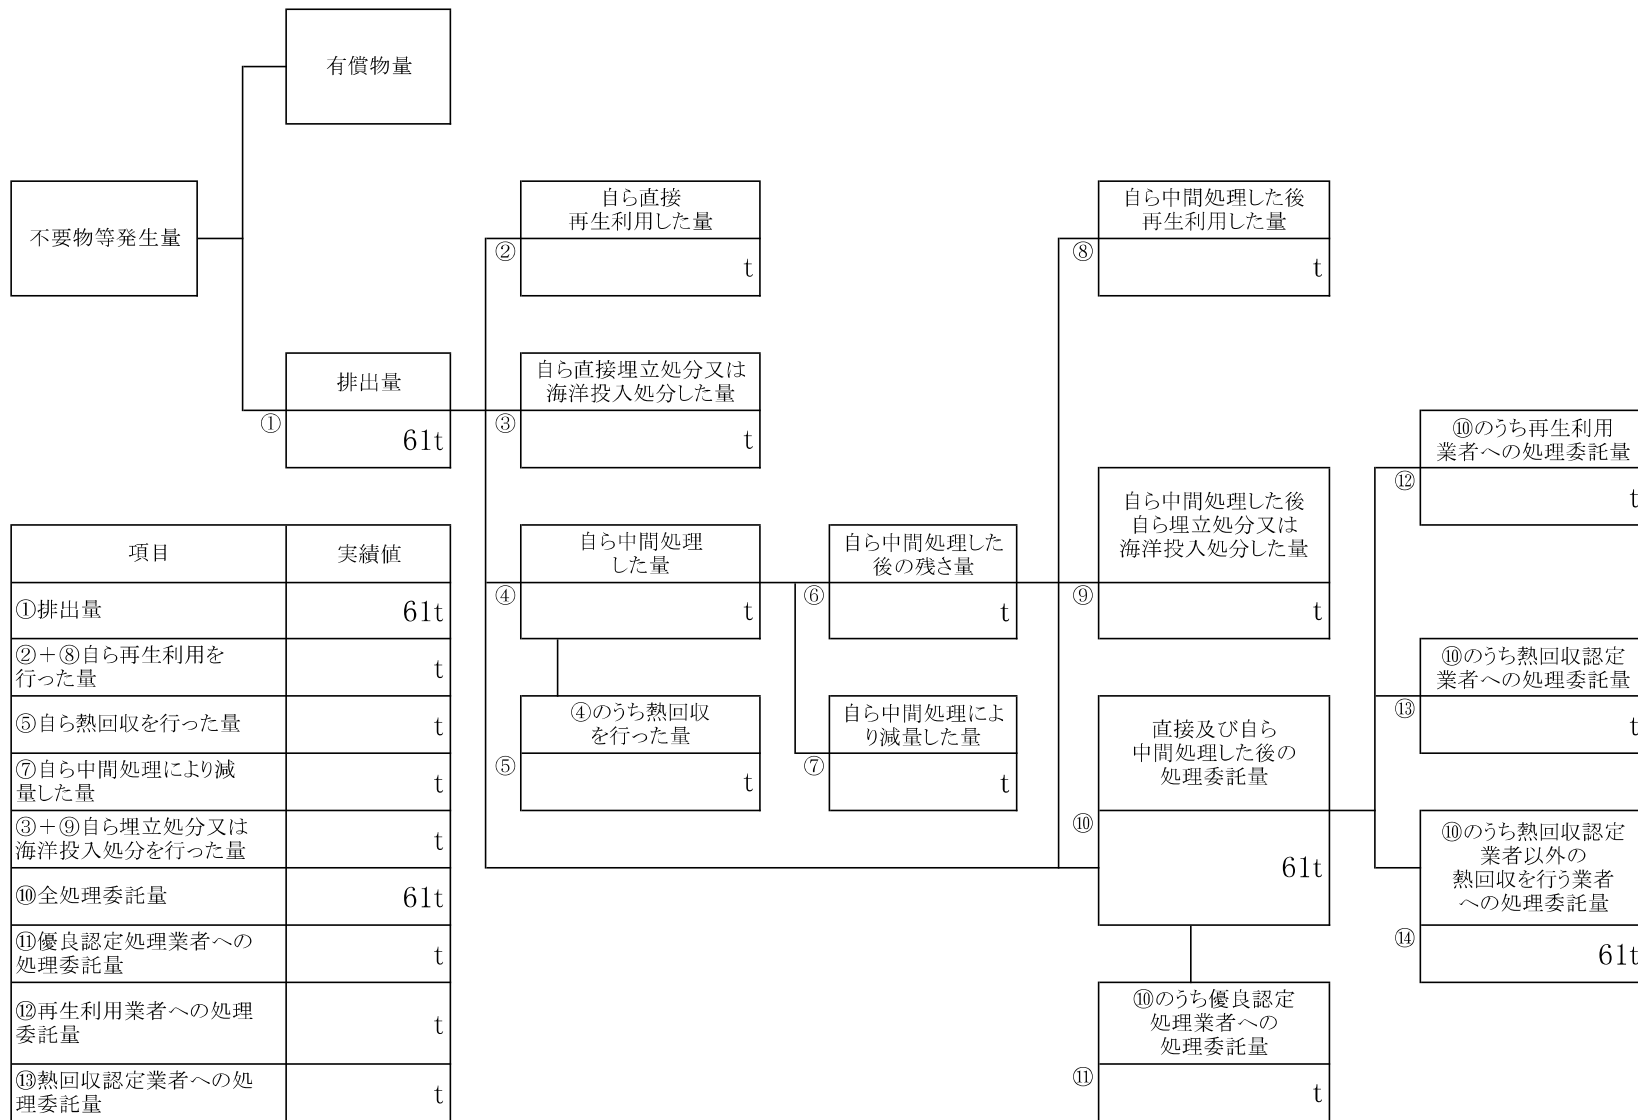 有償物量
不要物等発生量
自ら直接
再生利用した量
②
t
自ら中間処理した後
再生利用した量
⑧
t
排出量
①
61t
自ら直接埋立処分又は
海洋投入処分した量
③
t
⑩のうち再生利用
業者への処理委託量
⑫
t
自ら中間処理
した量
④
t
自ら中間処理した
後の残さ量
⑥
t
自ら中間処理した後
自ら埋立処分又は
海洋投入処分した量
⑨
t
⑩のうち熱回収認定
業者への処理委託量
⑬
t
④のうち熱回収
を行った量
⑤
t
自ら中間処理によ
り減量した量
⑦
t
直接及び自ら
中間処理した後の
処理委託量
⑩
61t
⑩のうち熱回収認定
業者以外の
熱回収を行う業者
への処理委託量
⑭
61t
⑩のうち優良認定
処理業者への
処理委託量
⑪
t
項目 実績値
①排出量 61t
②+⑧自ら再生利用を
行った量 t
⑤自ら熱回収を行った量 t
⑦自ら中間処理により減
量した量 t
③+⑨自ら埋立処分又は
海洋投入処分を行った量 t
⑩全処理委託量 61t
⑪優良認定処理業者への
処理委託量 t
⑫再生利用業者への処理
委託量 t
⑬熱回収認定業者への処
理委託量 t